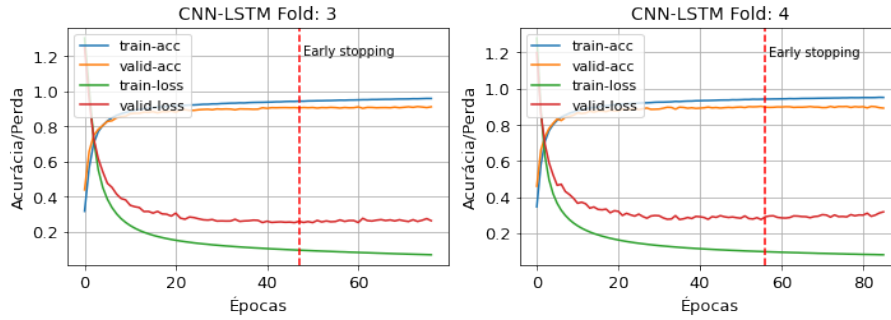 CNN-LSTM Fold: 3
Acurácia/Perda
1.2
1.0
0.8
0.6
0.4
0.2
train-acc
valid-acc
train-loss
valid-loss
Early stopping
0
20
40
60
Épocas
CNN-LSTM Fold: 4
Acurácia/Perda
1.2
1.0
0.8
0.6
0.4
0.2
train-acc
valid-acc
train-loss
valid-loss
Early stopping
0
20
40
60
80
Épocas